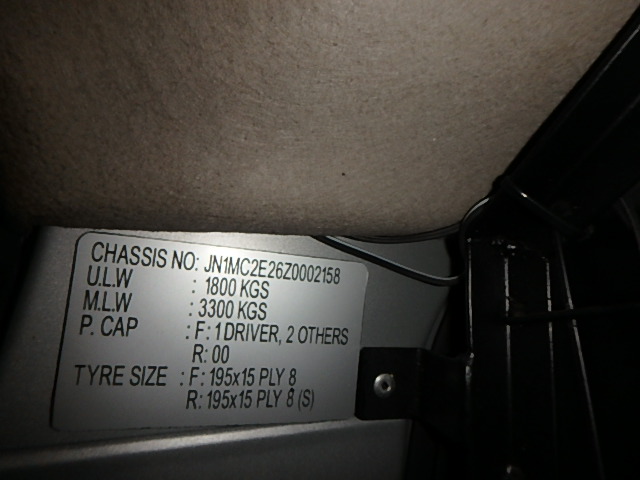 CHASSIS NO: JN1MC2E26Z0002158
U.L.W : 1800 KGS
M.L.W : 3300 KGS
P. CAP : F: 1 DRIVER, 2 OTHERS
R: 00
TYRE SIZE : F: 195x15 PLY 8
R: 195x15 PLY 8 (S)